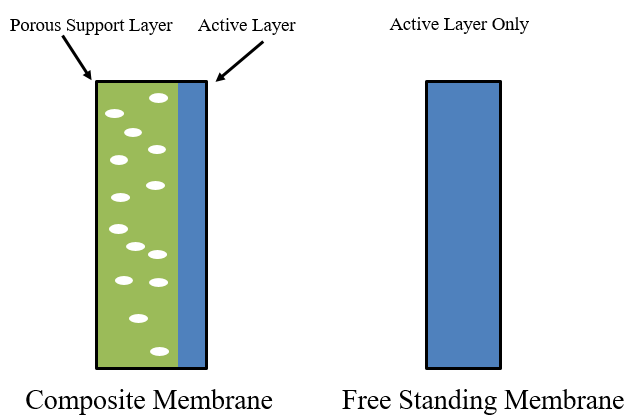 Porous Support Layer
Active Layer
Active Layer Only
Composite Membrane
Free Standing Membrane